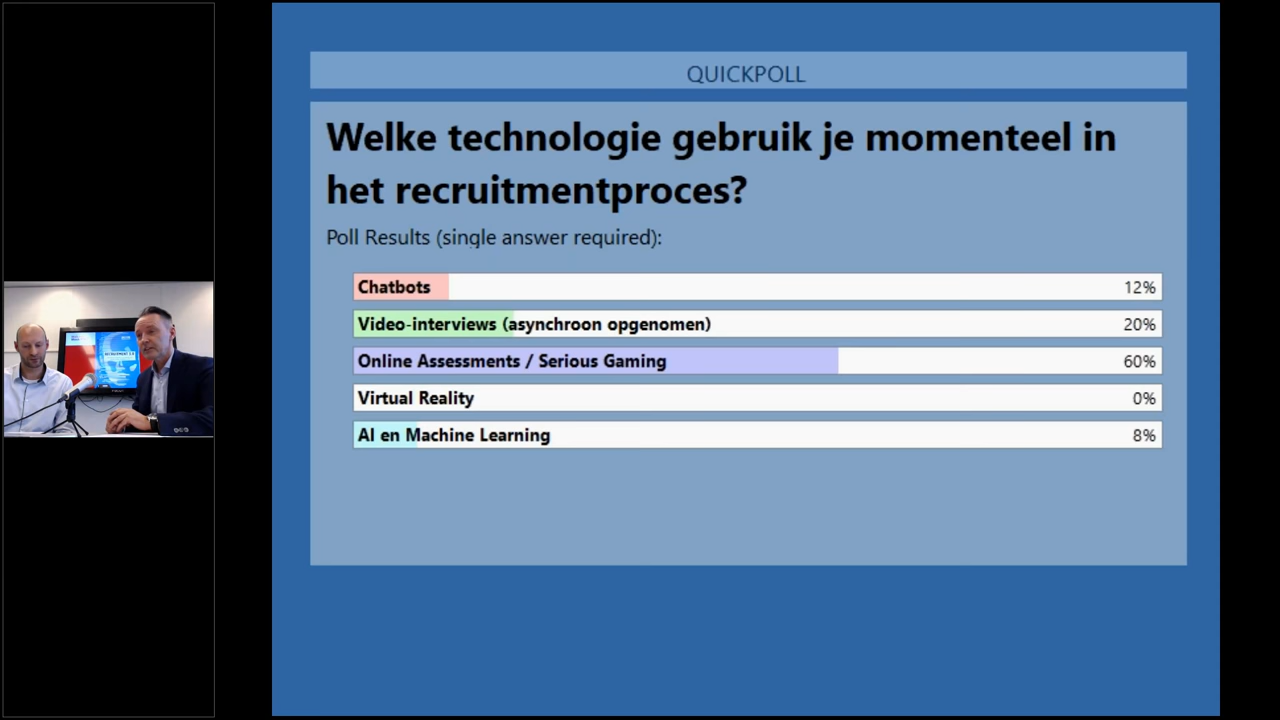 QUICKPOLL
Welke technologie gebruik je momenteel in
het recruitmentproces?
Poll Results (single answer required):
Chatbots 12%
Video-interviews (asynchroon opgenomen) 20%
Online Assessments / Serious Gaming 60%
Virtual Reality 0%
AI en Machine Learning 8%